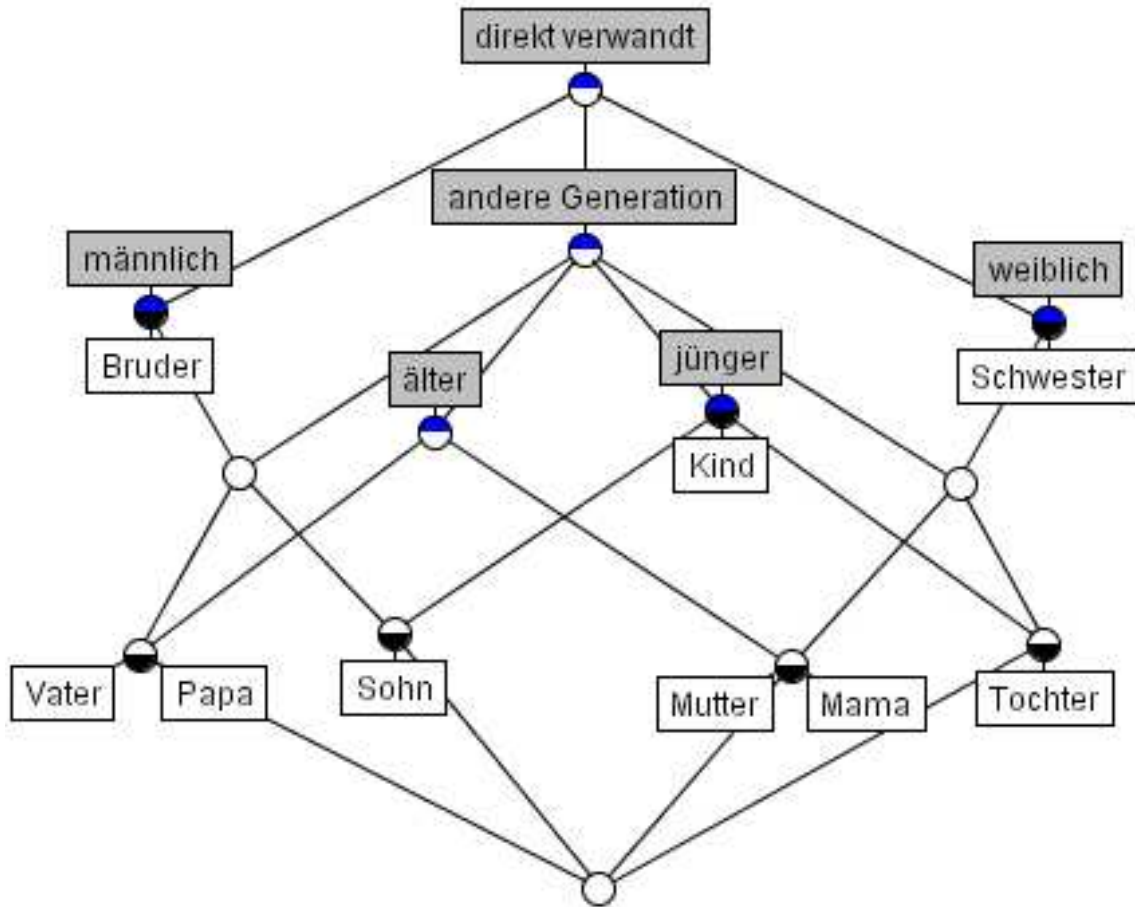 direkt verwandt
andere Generation
männlich
weiblich
Bruder
älter
jünger
Schwester
Kind
Vater
Papa
Sohn
Mutter
Mama
Tochter